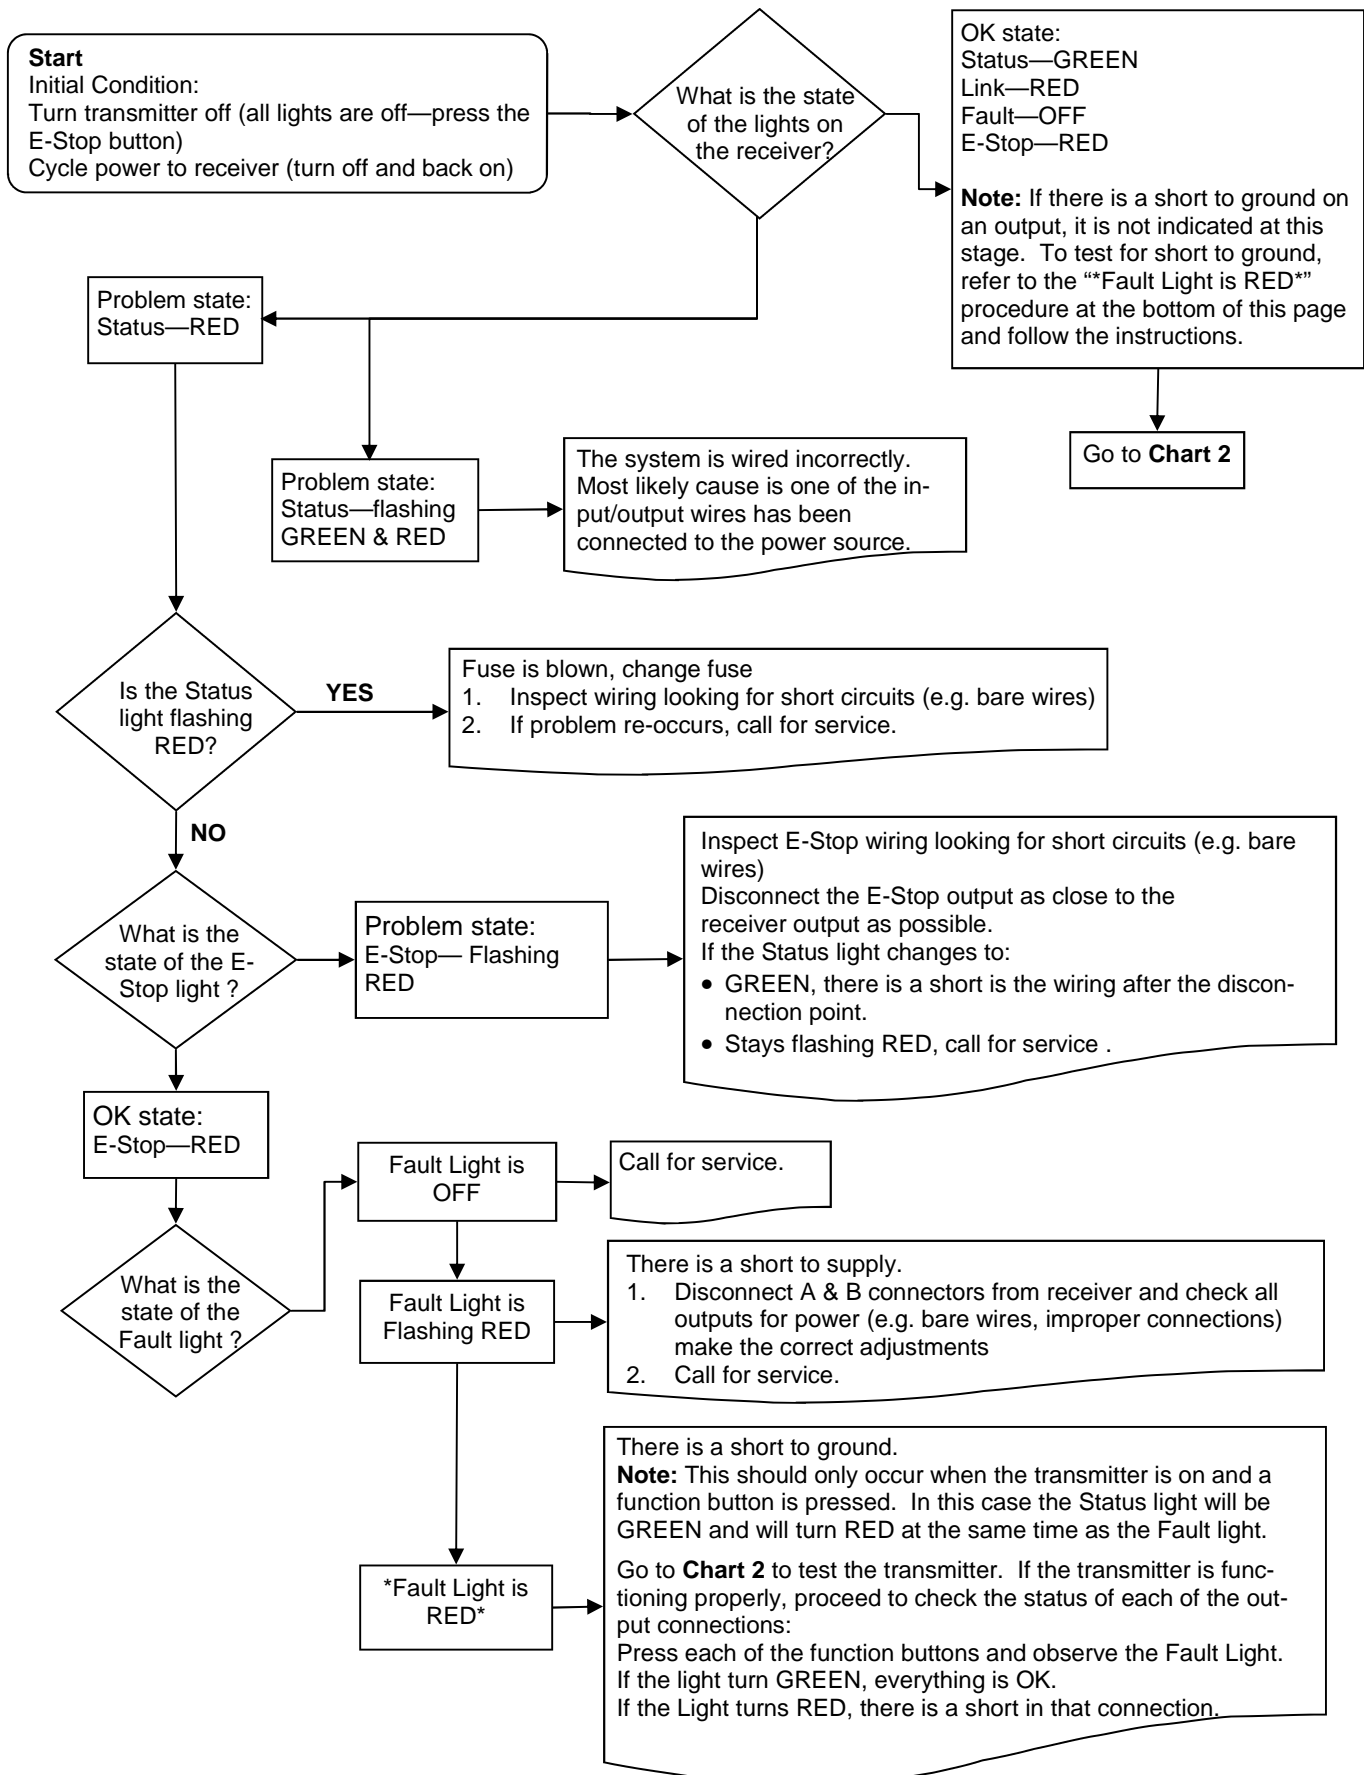 Start
Initial Condition:
Turn transmitter off (all lights are off—press the
E-Stop button)
Cycle power to receiver (turn off and back on)
What is the state
of the lights on
the receiver?
OK state:
Status—GREEN
Link—RED
Fault—OFF
E-Stop—RED
Note: If there is a short to ground on
an output, it is not indicated at this
stage. To test for short to ground,
refer to the “*Fault Light is RED*”
procedure at the bottom of this page
and follow the instructions.
Go to Chart 2
Problem state:
Status—RED
Problem state:
Status—flashing
GREEN & RED
The system is wired incorrectly.
Most likely cause is one of the in-
put/output wires has been
connected to the power source.
Is the Status
light flashing
RED?
YES
Fuse is blown, change fuse
1. Inspect wiring looking for short circuits (e.g. bare wires)
2. If problem re-occurs, call for service.
NO
What is the
state of the E-
Stop light ?
Problem state:
E-Stop— Flashing
RED
Inspect E-Stop wiring looking for short circuits (e.g. bare
wires)
Disconnect the E-Stop output as close to the
receiver output as possible.
If the Status light changes to:
• GREEN, there is a short is the wiring after the discon-
nection point.
• Stays flashing RED, call for service .
OK state:
E-Stop—RED
What is the
state of the
Fault light ?
Fault Light is
OFF
Call for service.
Fault Light is
Flashing RED
There is a short to supply.
1. Disconnect A & B connectors from receiver and check all
outputs for power (e.g. bare wires, improper connections)
make the correct adjustments
2. Call for service.
*Fault Light is
RED*
There is a short to ground.
Note: This should only occur when the transmitter is on and a
function button is pressed. In this case the Status light will be
GREEN and will turn RED at the same time as the Fault light.
Go to Chart 2 to test the transmitter. If the transmitter is func-
tioning properly, proceed to check the status of each of the out-
put connections:
Press each of the function buttons and observe the Fault Light.
If the light turn GREEN, everything is OK.
If the Light turns RED, there is a short in that connection.